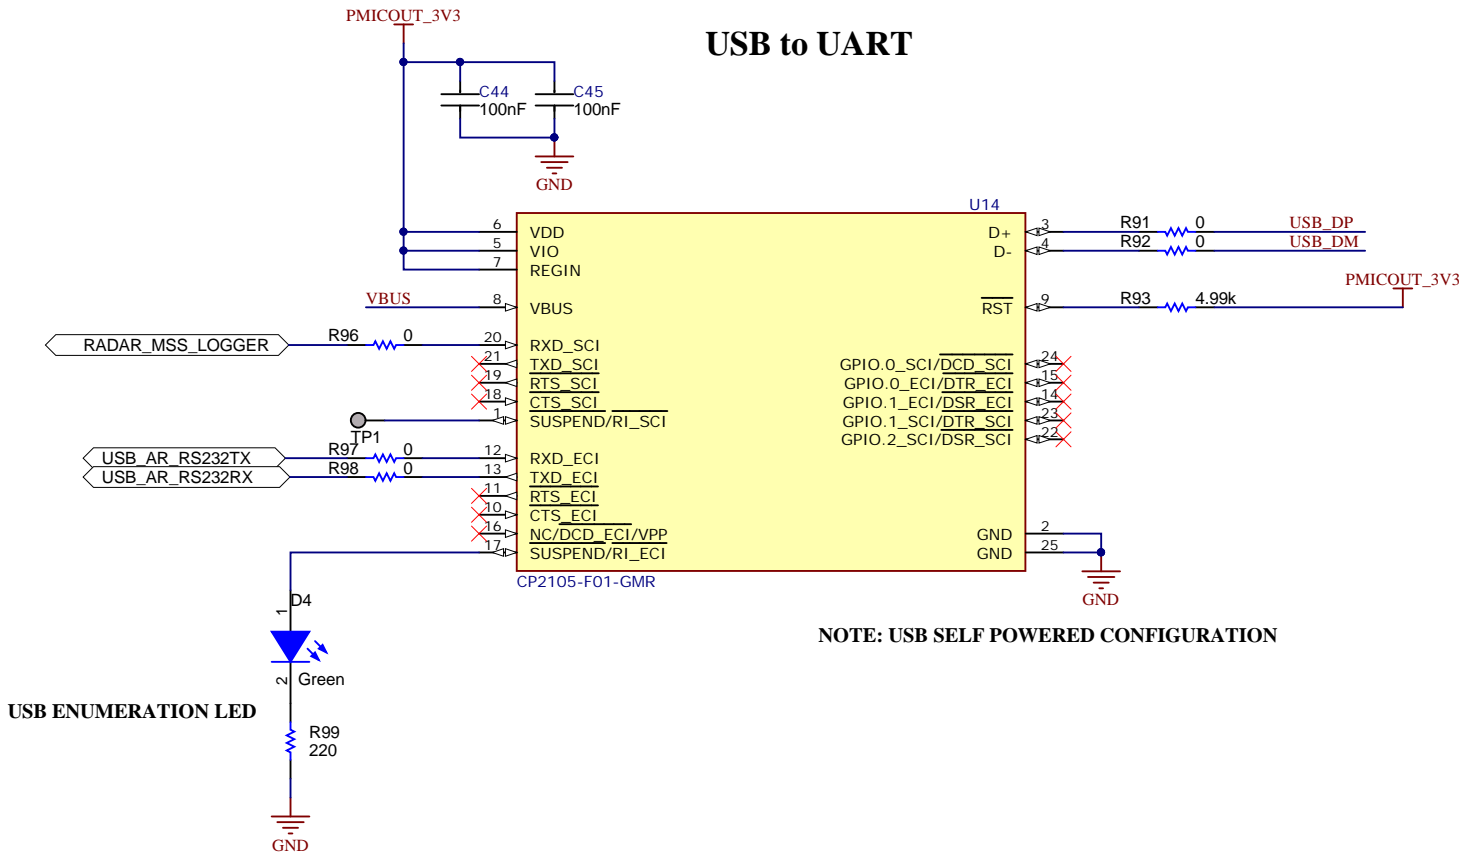 PMICOUT_3V3
USB to UART
C44
100nF
C45
100nF
GND
U14
6
VDD
5
VIO
7
REGIN
VBUS
8
VBUS
RADAR_MSS_LOGGER
R96
0
20
RXD_SCI
21
TXD_SCI
19
RTS_SCI
18
CTS_SCI
TP1
1
SUSPEND/RI_SCI
USB_AR_RS232TX
R97
0
12
RXD_ECI
USB_AR_RS232RX
R98
0
13
TXD_ECI
11
RTS_ECI
10
CTS_ECI
16
NC/DCD_ECI/VPP
17
SUSPEND/RI_ECI
D+
3
R91
0
USB_DP
D-
4
R92
0
USB_DM
RST
9
R93
4.99k
PMICOUT_3V3
GPIO.0_SCI/DCD_SCI
24
GPIO.0_ECI/DTR_ECI
15
GPIO.1_ECI/DSR_ECI
14
GPIO.1_SCI/DTR_SCI
23
GPIO.2_SCI/DSR_SCI
22
GND
2
GND
25
GND
CP2105-F01-GMR
NOTE: USB SELF POWERED CONFIGURATION
1
D4
2
Green
USB ENUMERATION LED
R99
220
GND